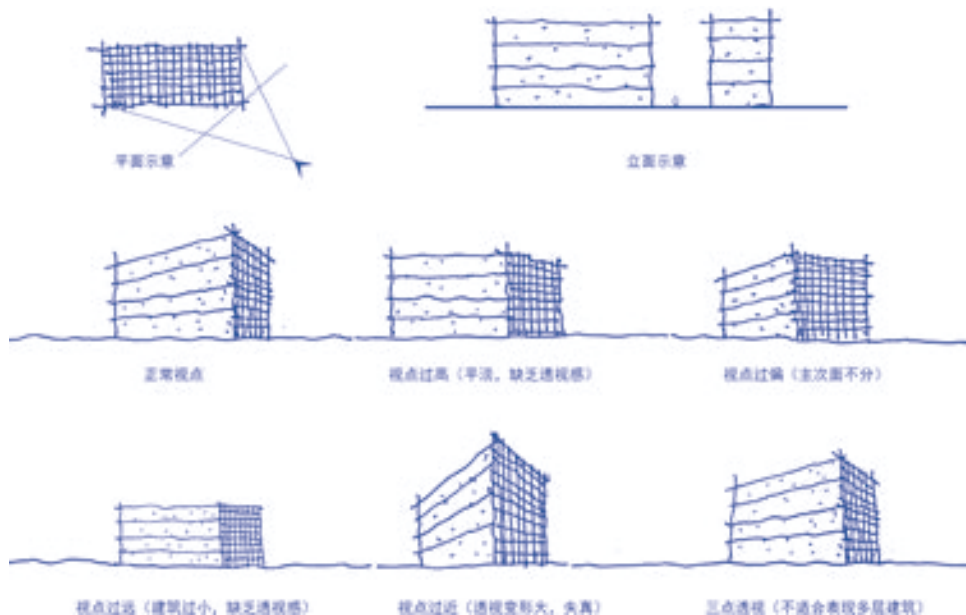 平面示意
立面示意
正常视点
视点过高（平淡，缺乏透视感）
视点过偏（主次面不分）
视点过远（建筑过小，缺乏透视感）
视点过近（透视变形大，失真）
三点透视（不适合表现多层建筑）